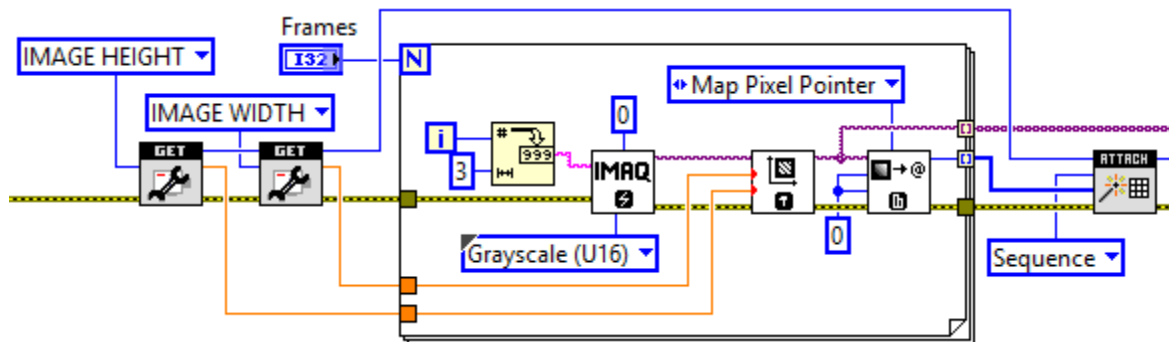 Frames
IMAGE HEIGHT
I32
N
IMAGE WIDTH
Map Pixel Pointer
0
GET
GET
i
#
999
3
IMAQ
@
ATTACH
0
Grayscale (U16)
Sequence